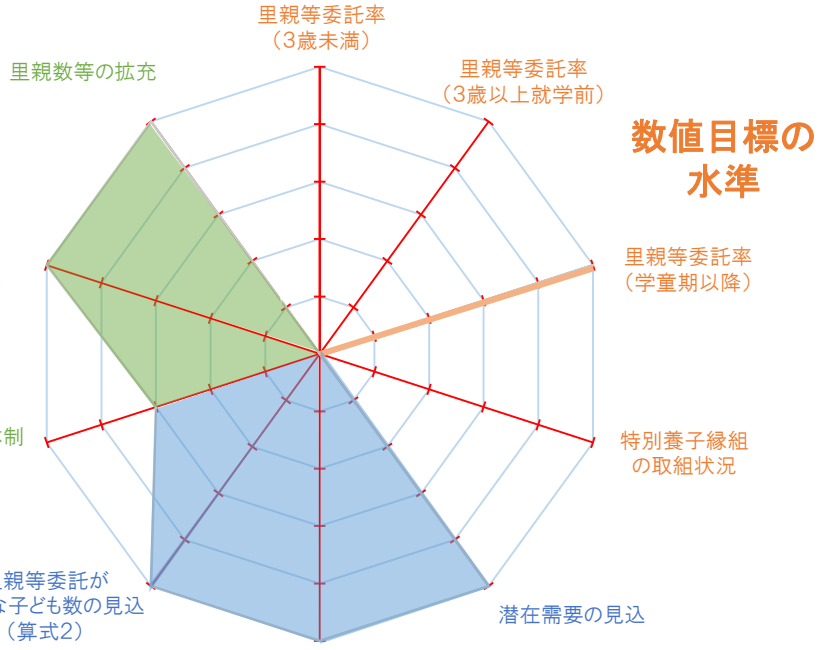 里親等委託率
（3歳未満）
里親数等の拡充
里親等委託率
（3歳以上就学前）
数値目標の
水準
里親等委託率
（学童期以降）
制
特別養子縁組
の取組状況
親等委託が
な子ども数の見込
（算式2）
潜在需要の見込